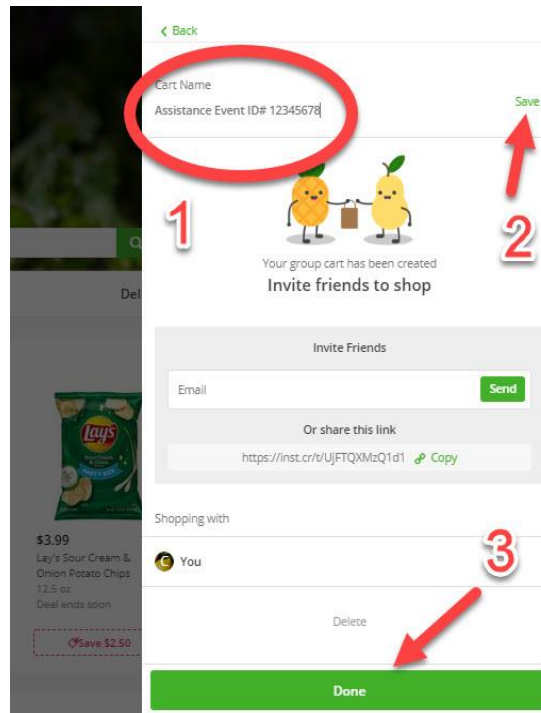 < Back
Cart Name
Assistance Event ID# 12345678
Save
1
2
Your group cart has been created
Invite friends to shop
Del
Invite Friends
Email
Send
Or share this link
https://inst.cr/t/UjFTQXMzQ1d1 Copy
Lay's
Shopping with
C You
3
$3.99
Lay's Sour Cream &
Onion Potato Chips
12.5 oz
Deal ends soon
Save $2.50
Delete
Done